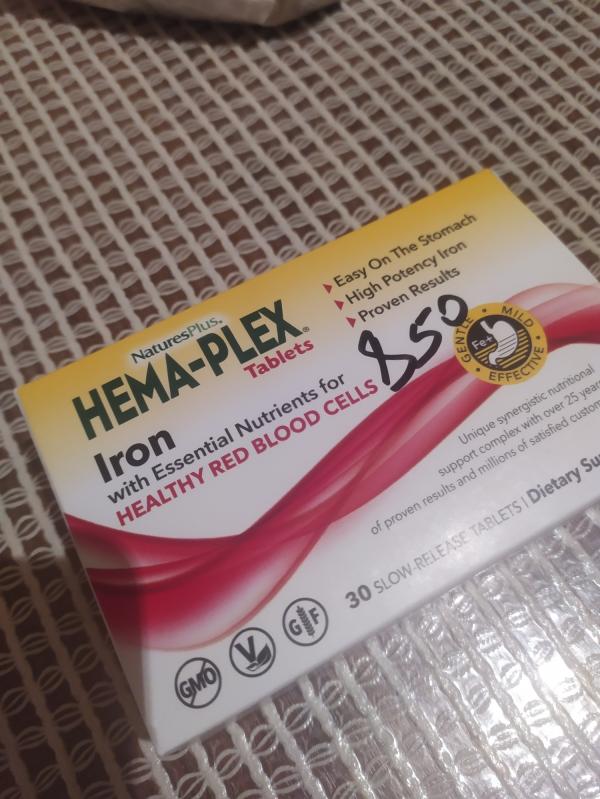 NaturesPlus®
HEMA-PLEX®
Tablets
Iron
with Essential Nutrients for
HEALTHY RED BLOOD CELLS
Easy On The Stomach
High Potency Iron
Proven Results
850
GENTLE • MILD • EFFECTIVE
Fe+
Unique synergistic nutritional
support complex with over 25 years
of proven results and millions of satisfied
30 SLOW-RELEASE TABLETS | Dietary
GMO
V
GF